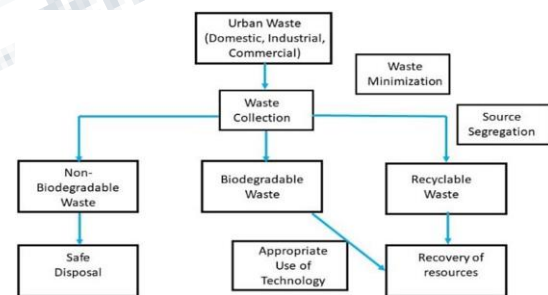 Urban Waste
(Domestic, Industrial,
Commercial)
Waste
Minimization
Waste
Collection
Source
Segregation
Non-
Biodegradable
Waste
Biodegradable
Waste
Recyclable
Waste
Safe
Disposal
Appropriate
Use of
Technology
Recovery of
resources